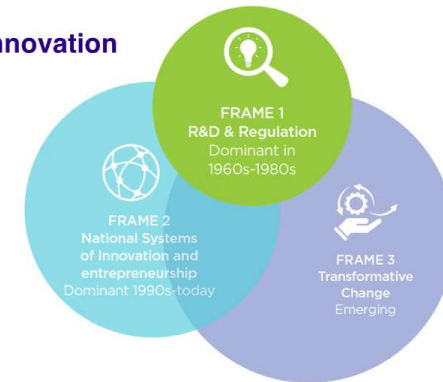 nnovation
FRAME 1
R&D & Regulation
Dominant in
1960s-1980s
FRAME 2
National Systems
of Innovation and
entrepreneurship
Dominant 1990s-today
FRAME 3
Transformative
Change
Emerging